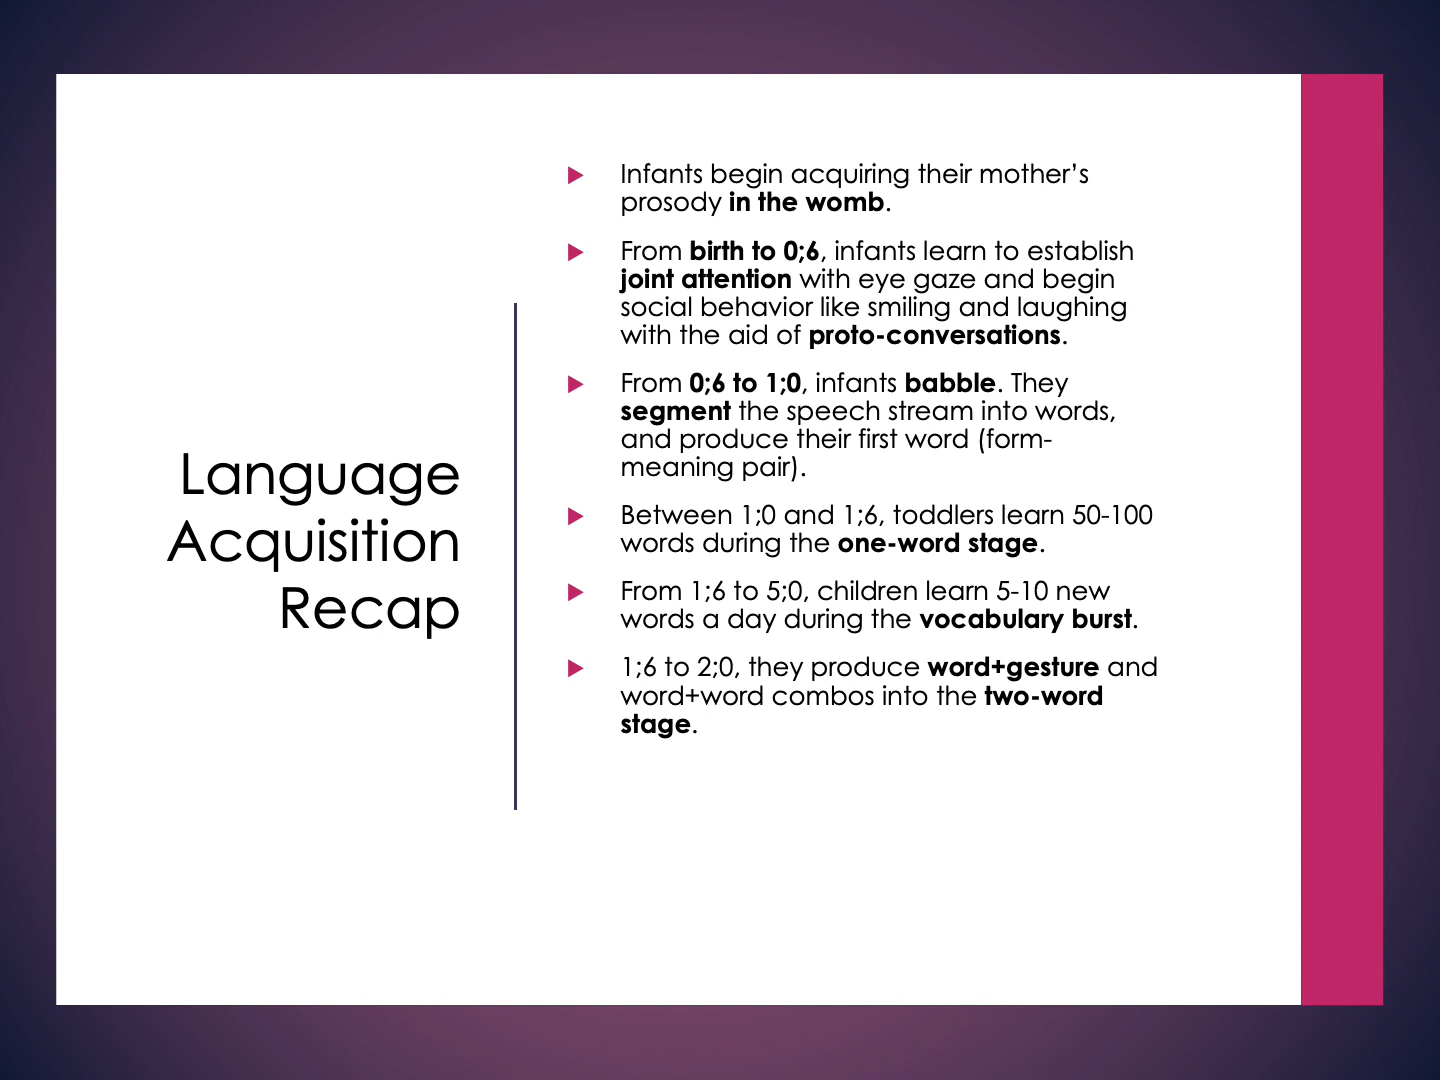 Language
Acquisition
Recap
Infants begin acquiring their mother’s
prosody in the womb.
From birth to 0;6, infants learn to establish
joint attention with eye gaze and begin
social behavior like smiling and laughing
with the aid of proto-conversations.
From 0;6 to 1;0, infants babble. They
segment the speech stream into words,
and produce their first word (form-
meaning pair).
Between 1;0 and 1;6, toddlers learn 50-100
words during the one-word stage.
From 1;6 to 5;0, children learn 5-10 new
words a day during the vocabulary burst.
1;6 to 2;0, they produce word+gesture and
word+word combos into the two-word
stage.